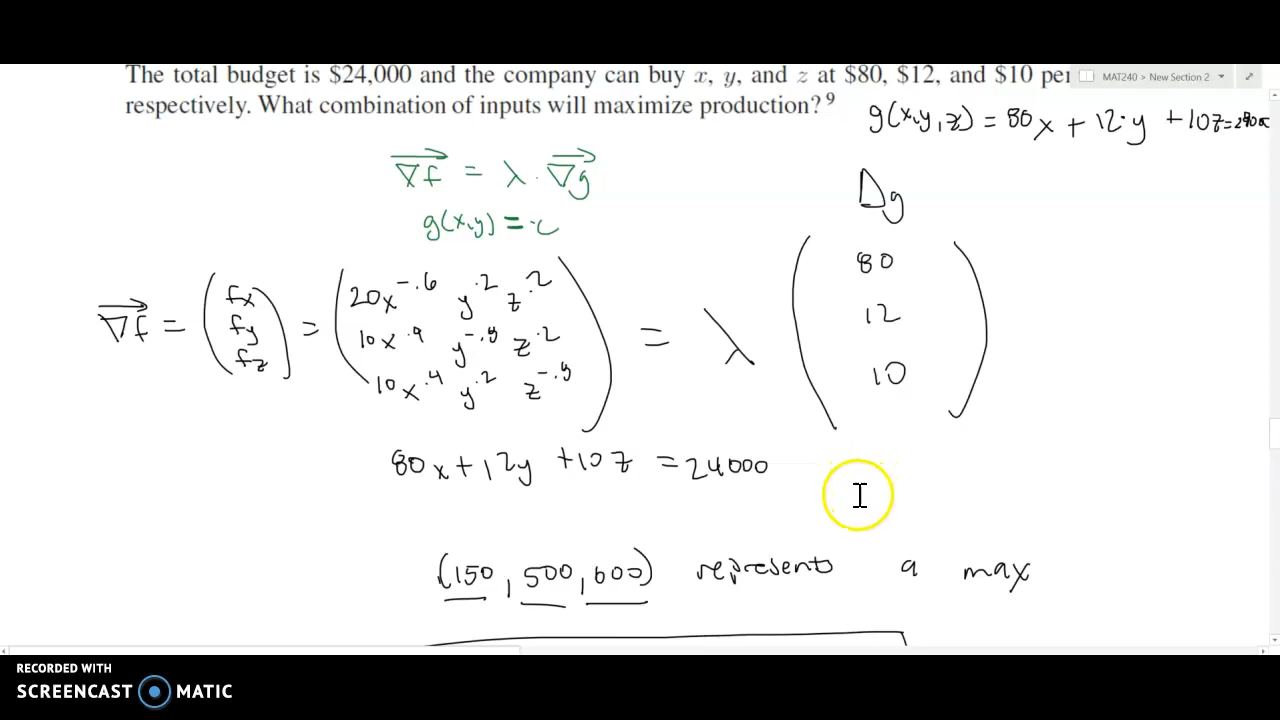 The total budget is $24,000 and the company can buy x, y, and z at $80, $12, and $10 per
MAT240 > New Section 2
respectively. What combination of inputs will maximize production? 9
g(x,y,z) = 80x + 12·y + 10z =
∇f = λ · ∇g
g(x,y) = c
Δg
∇f = (fx fy fz) = (20x^-.6 y^.2 z^.2
10x^.4 y^-.8 z^.2
10x^.4 y^.2 z^-.8) = λ (80
12
10)
80x + 12y + 10z = 24000
(150, 500, 600) represents a max
RECORDED WITH
SCREENCAST MATIC